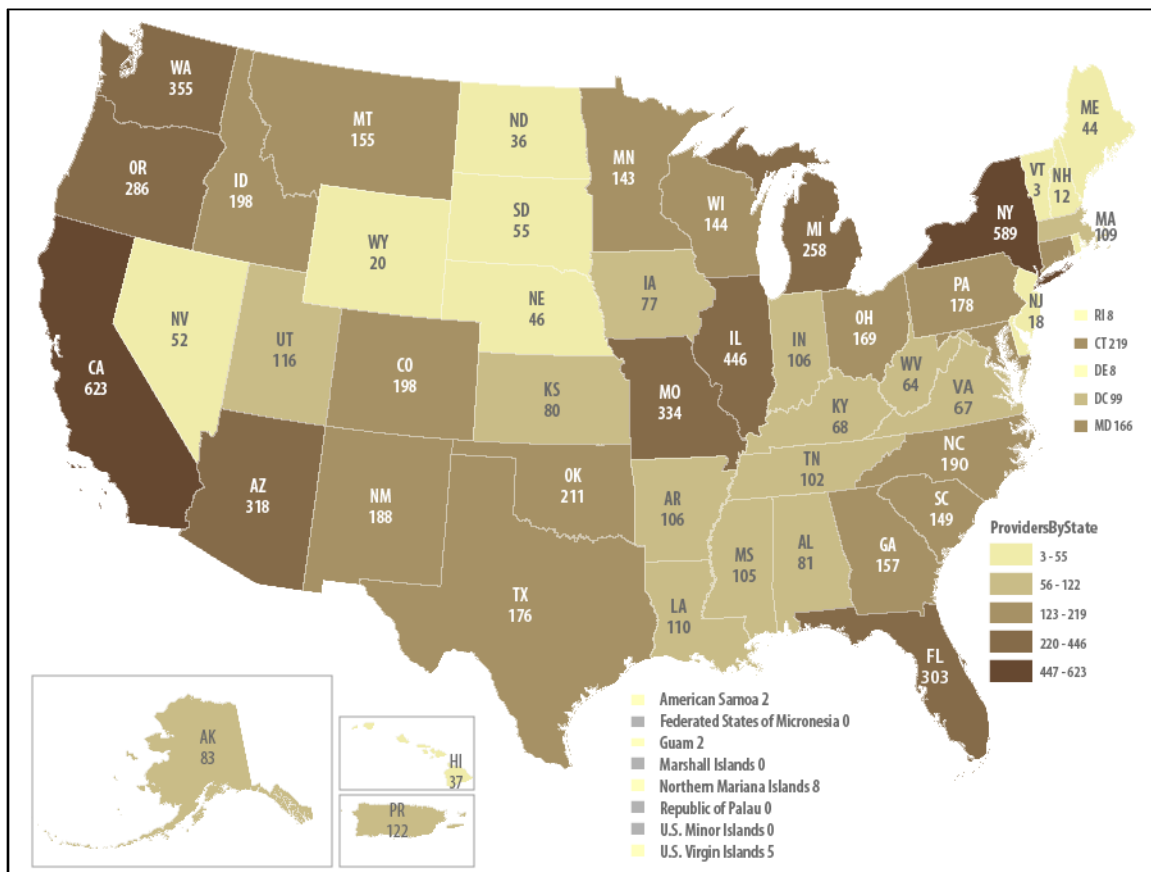 WA
355
OR
286
CA
623
NV
52
ID
198
MT
155
WY
20
UT
116
CO
198
AZ
318
NM
188
ND
36
SD
55
NE
46
KS
80
OK
211
TX
176
MN
143
IA
77
MO
334
AR
106
LA
110
WI
144
IL
446
MI
258
IN
106
OH
169
KY
68
TN
102
MS
105
AL
81
GA
157
FL
303
SC
149
NC
190
VA
67
WV
64
PA
178
NY
589
VT
3
NH
12
ME
44
MA
109
NJ
18
RI 8
CT 219
DE 8
DC 99
MD 166
ProvidersByState
3 - 55
56 - 122
123 - 219
220 - 446
447 - 623
AK
83
HI
37
PR
122
American Samoa 2
Federated States of Micronesia 0
Guam 2
Marshall Islands 0
Northern Mariana Islands 8
Republic of Palau 0
U.S. Minor Islands 0
U.S. Virgin Islands 5